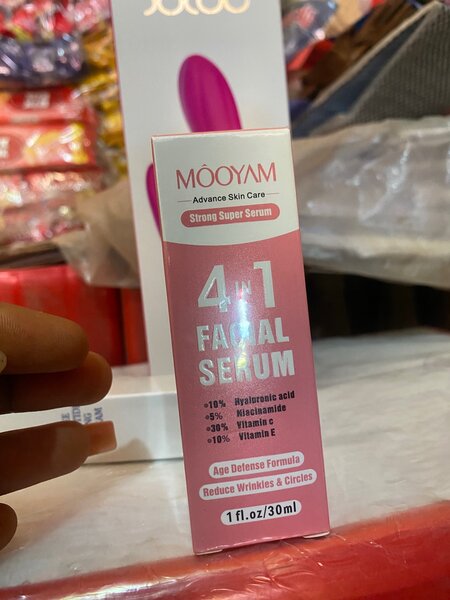 MÔOYAM
Advance Skin Care
Strong Super Serum
4 IN 1
FACIAL
SERUM
10% Hyaluronic acid
5% Niacinamide
30% Vitamin c
10% Vitamin E
Age Defense Formula
Reduce Wrinkles & Circles
1 fl.oz/30ml